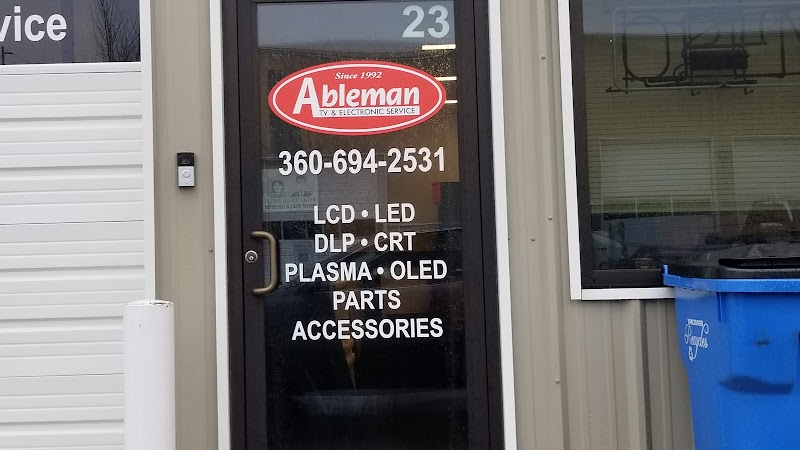 vice
23
Since 1992
Ableman
TV & ELECTRONIC SERVICE
360-694-2531
LCD • LED
DLP • CRT
PLASMA • OLED
PARTS
ACCESSORIES
Recycles